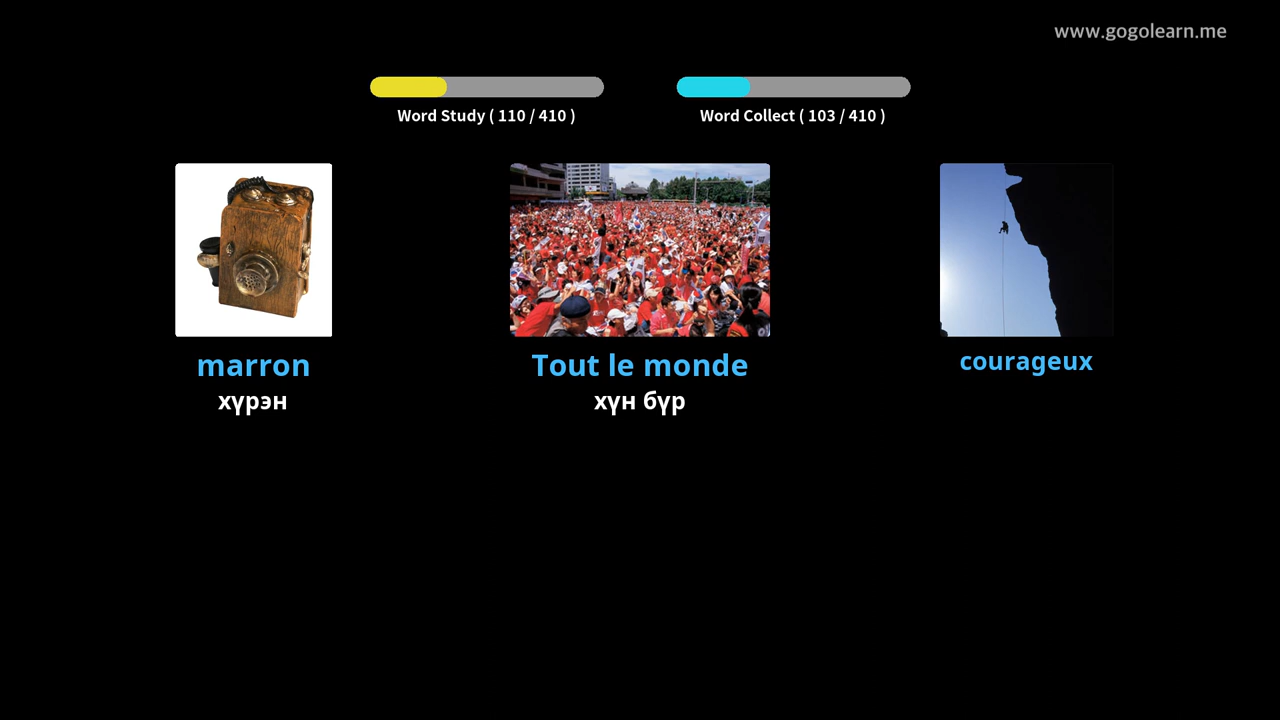 www.gogolearn.me
Word Study ( 110 / 410 )
Word Collect ( 103 / 410 )
marron
хүрэн
Tout le monde
хүн бүр
courageux